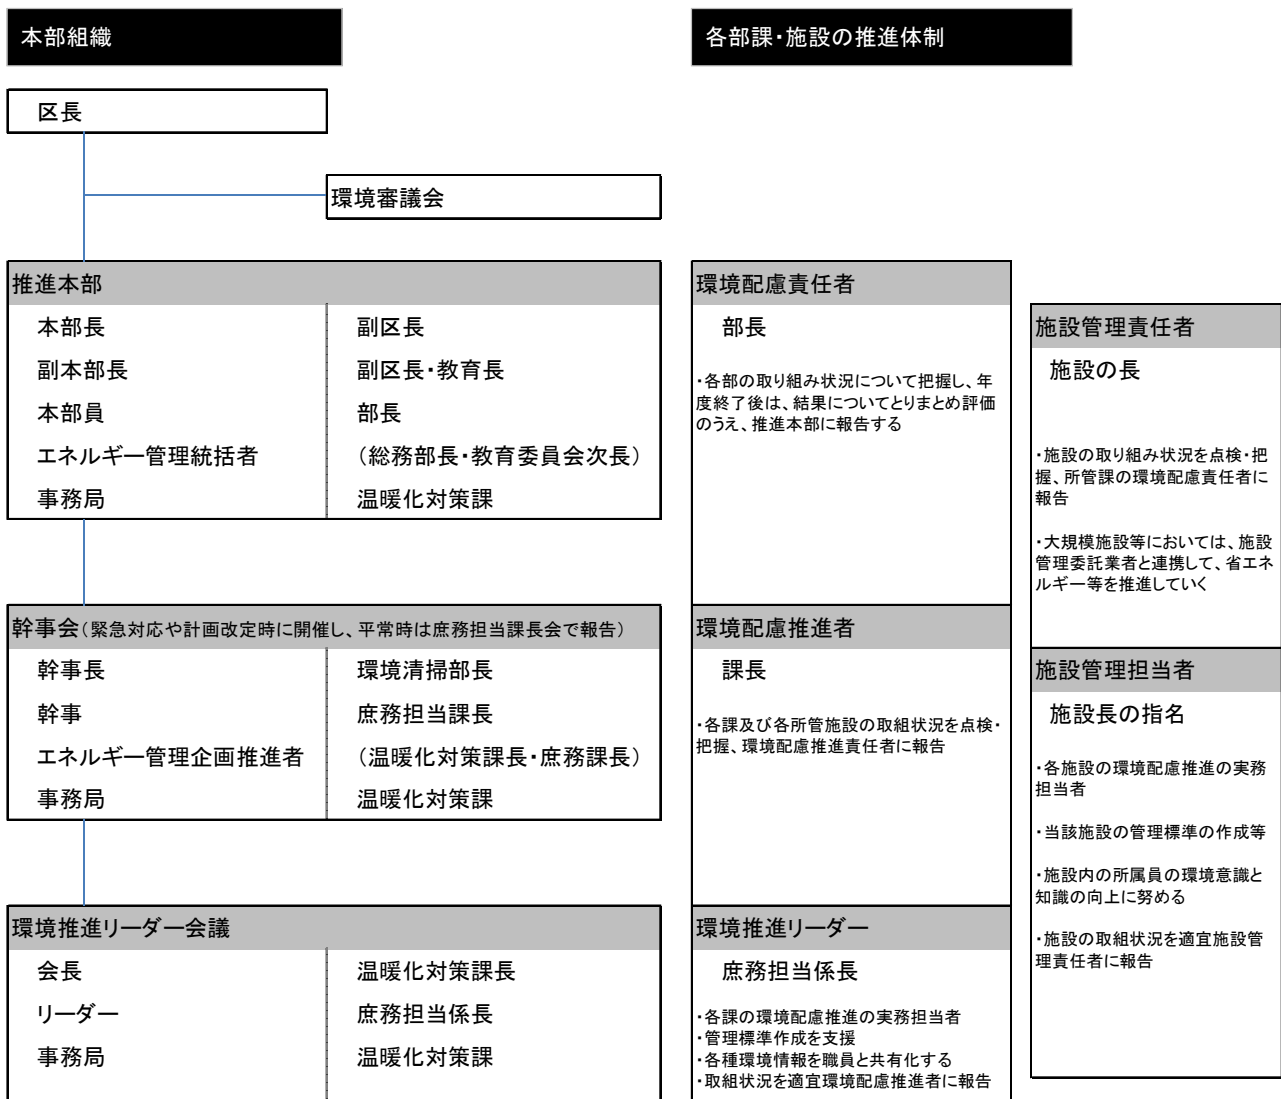 本部組織
各部課・施設の推進体制
区長
環境審議会
推進本部
本部長 副区長
副本部長 副区長・教育長
本部員 部長
エネルギー管理統括者 （総務部長・教育委員会次長）
事務局 温暖化対策課
幹事会（緊急対応や計画改定時に開催し、平常時は庶務担当課長会で報告）
幹事長 環境清掃部長
幹事 庶務担当課長
エネルギー管理企画推進者 （温暖化対策課長・庶務課長）
事務局 温暖化対策課
環境推進リーダー会議
会長 温暖化対策課長
リーダー 庶務担当係長
事務局 温暖化対策課
環境配慮責任者
部長
・各部の取り組み状況について把握し、年
度終了後は、結果についてとりまとめ評価
のうえ、推進本部に報告する
環境配慮推進者
課長
・各課及び各所管施設の取組状況を点検・
把握、環境配慮推進責任者に報告
環境推進リーダー
庶務担当係長
・各課の環境配慮推進の実務担当者
・管理標準作成を支援
・各種環境情報を職員と共有化する
・取組状況を適宜環境配慮推進者に報告
施設管理責任者
施設の長
・施設の取り組み状況を点検・把
握、所管課の環境配慮責任者に
報告
・大規模施設等においては、施設
管理委託業者と連携して、省エネ
ルギー等を推進していく
施設管理担当者
施設長の指名
・各施設の環境配慮推進の実務
担当者
・当該施設の管理標準の作成等
・施設内の所属員の環境意識と
知識の向上に努める
・施設の取組状況を適宜施設管
理責任者に報告